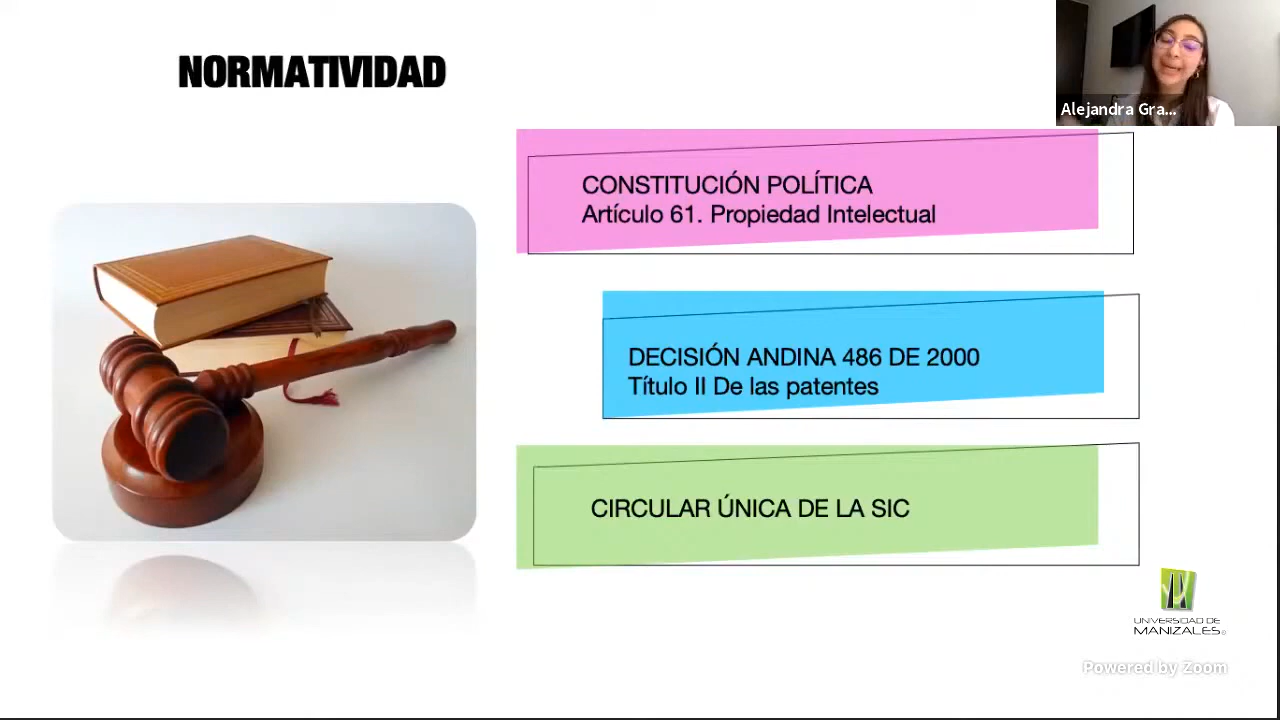 NORMATIVIDAD
Alejandra Gra...
CONSTITUCIÓN POLÍTICA
Artículo 61. Propiedad Intelectual
DECISIÓN ANDINA 486 DE 2000
Título II De las patentes
CIRCULAR ÚNICA DE LA SIC
UNIVERSIDAD DE
MANIZALES
Powered by Zoom